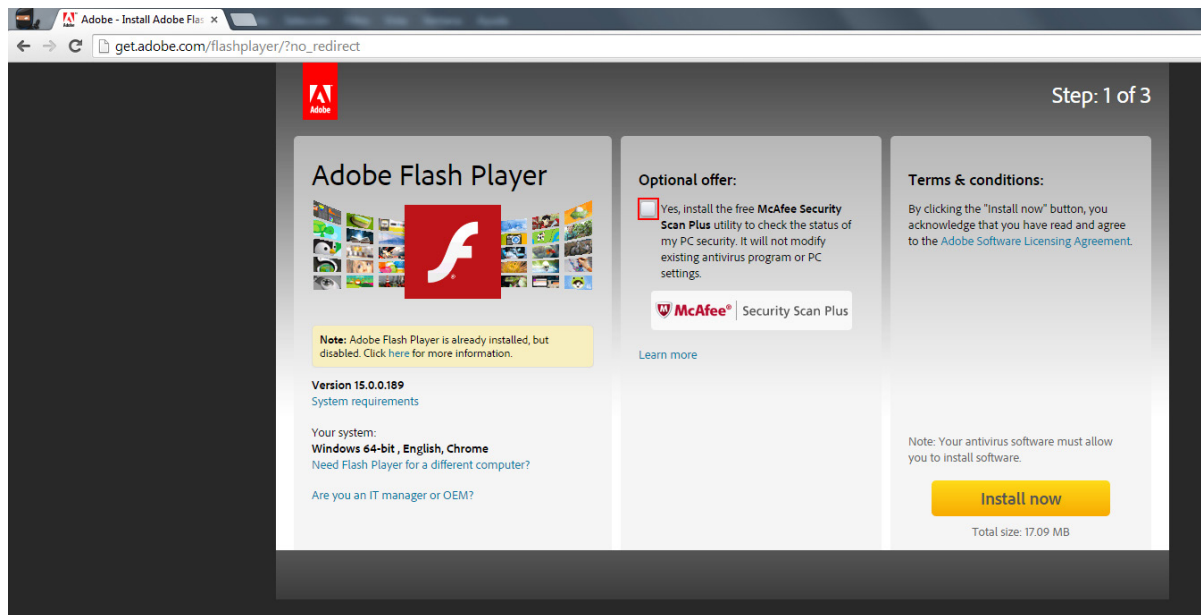 Adobe - Install Adobe Flas ×
get.adobe.com/flashplayer/?no_redirect
Adobe
Step: 1 of 3
Adobe Flash Player
Note: Adobe Flash Player is already installed, but
disabled. Click here for more information.
Version 15.0.0.189
System requirements
Your system:
Windows 64-bit , English, Chrome
Need Flash Player for a different computer?
Are you an IT manager or OEM?
Optional offer:
Yes, install the free McAfee Security
Scan Plus utility to check the status of
my PC security. It will not modify
existing antivirus program or PC
settings.
McAfee® Security Scan Plus
Learn more
Terms & conditions:
By clicking the "Install now" button, you
acknowledge that you have read and agree
to the Adobe Software Licensing Agreement.
Note: Your antivirus software must allow
you to install software.
Install now
Total size: 17.09 MB